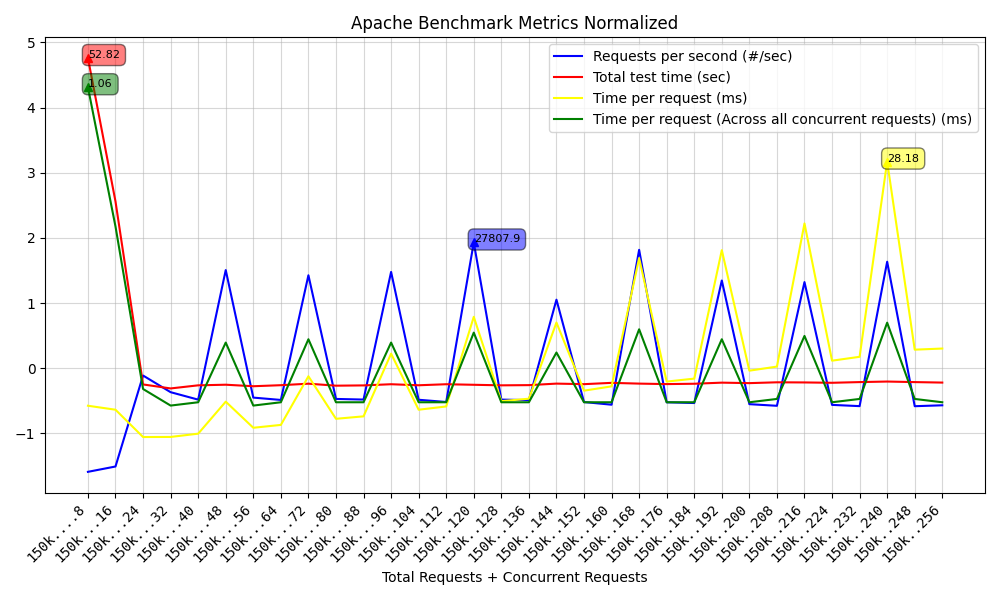 Apache Benchmark Metrics Normalized
5
4
3
2
1
0
−1
52.82
1.06
27807.9
28.18
Requests per second (#/sec)
Total test time (sec)
Time per request (ms)
Time per request (Across all concurrent requests) (ms)
150k...8
150k...16
150k...24
150k...32
150k...40
150k...48
150k...56
150k...64
150k...72
150k...80
150k...88
150k...96
150k...104
150k...112
150k...120
150k...128
150k...136
150k...144
150k...152
150k...160
150k...168
150k...176
150k...184
150k...192
150k...200
150k...208
150k...216
150k...224
150k...232
150k...240
150k...248
150k...256
Total Requests + Concurrent Requests